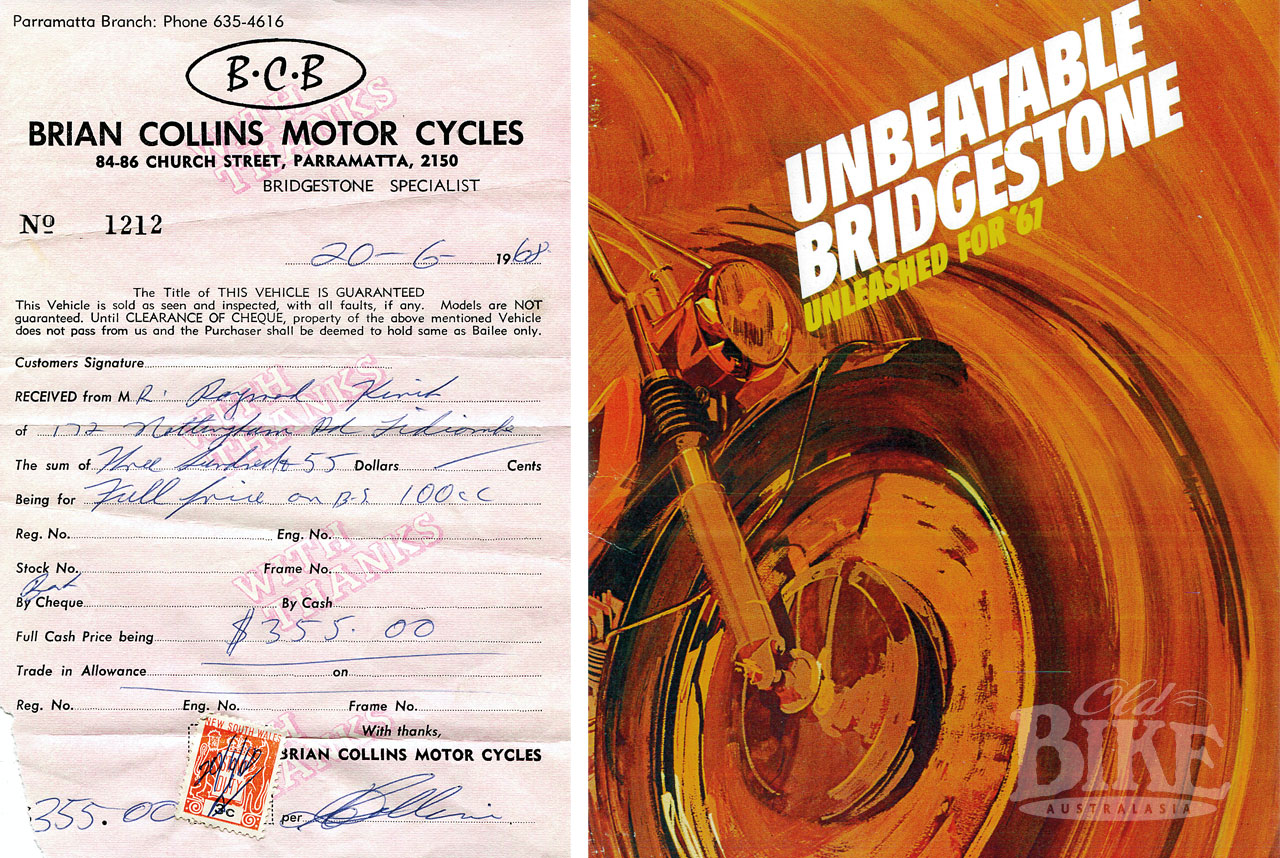 Parramatta Branch: Phone 635-4616
B·C·B
BRIAN COLLINS MOTOR CYCLES
84-86 CHURCH STREET, PARRAMATTA, 2150
BRIDGESTONE SPECIALIST
WITH THANKS
Nº 1212
20-6-1968
The Title of THIS VEHICLE IS GUARANTEED
This Vehicle is sold as seen and inspected, with all faults, if any. Models are NOT
guaranteed. Until CLEARANCE OF CHEQUE, property of the above mentioned Vehicle
does not pass from us and the Purchaser shall be deemed to hold same as Bailee only.
Customers Signature
WITH THANKS
RECEIVED from MR
of 172 Nottingham Rd
The sum of Three 55 Dollars Cents
Being for Full price on B-S 100cc
Reg. No. Eng. No.
WITH THANKS
Stock No. Frame No.
By Cheque By Cash
Full Cash Price being $355.00
Trade in Allowance on
Reg. No. Eng. No. Frame No.
WITH THANKS
With thanks,
BRIAN COLLINS MOTOR CYCLES
355.00
per
NEW SOUTH WALES
3c
UNBEATABLE
BRIDGESTONE
UNLEASHED FOR '67
Old
BIKE
AUSTRALASIA